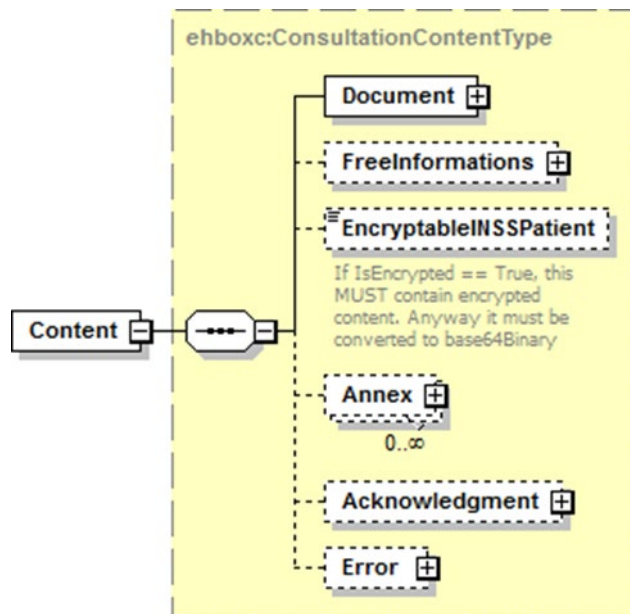 ehboxc:ConsultationContentType
Document
FreeInformations
EncryptableINSSPatient
If IsEncrypted == True, this
MUST contain encrypted
content. Anyway it must be
converted to base64Binary
Content
Annex
0..∞
Acknowledgment
Error